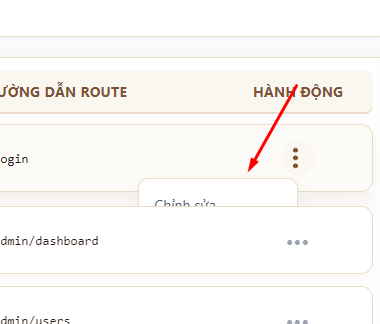 ƯỜNG DẪN ROUTE HÀNH ĐỘNG
ogin
Chỉnh sửa
dmin/dashboard
dmin/users